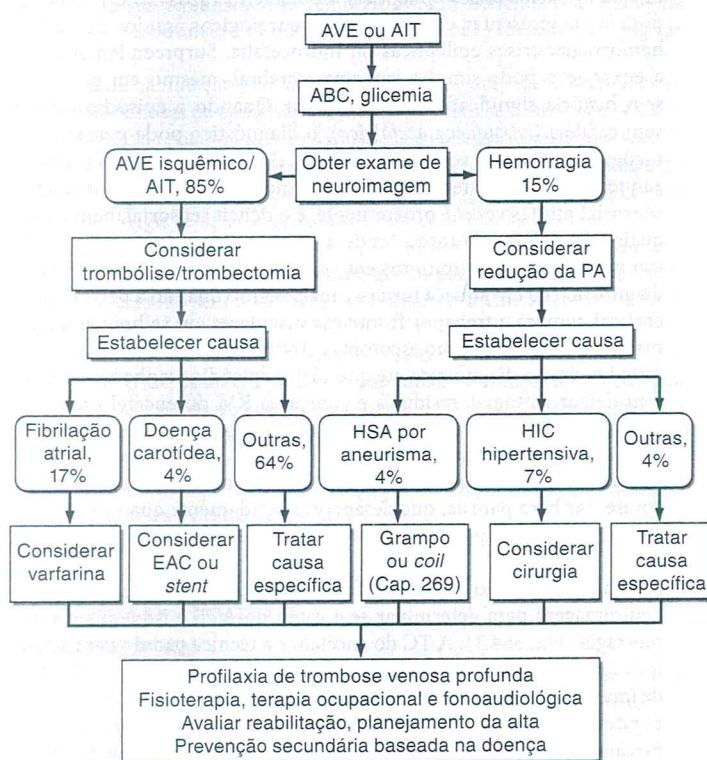 AVE ou AIT
ABC, glicemia
AVE isquêmico/
AIT, 85%
Obter exame de
neuroimagem
Hemorragia
15%
Considerar
trombólise/trombectomia
Considerar
redução da PA
Estabelecer causa
Estabelecer causa
Fibrilação
atrial,
17%
Doença
carotídea,
4%
Outras,
64%
HSA por
aneurisma,
4%
HIC
hipertensiva,
7%
Outras,
4%
Considerar
varfarina
Considerar
EAC ou
stent
Tratar
causa
específica
Grampo
ou coil
(Cap. 269)
Considerar
cirurgia
Tratar
causa
específica
Profilaxia de trombose venosa profunda
Fisioterapia, terapia ocupacional e fonoaudiológica
Avaliar reabilitação, planejamento da alta
Prevenção secundária baseada na doença